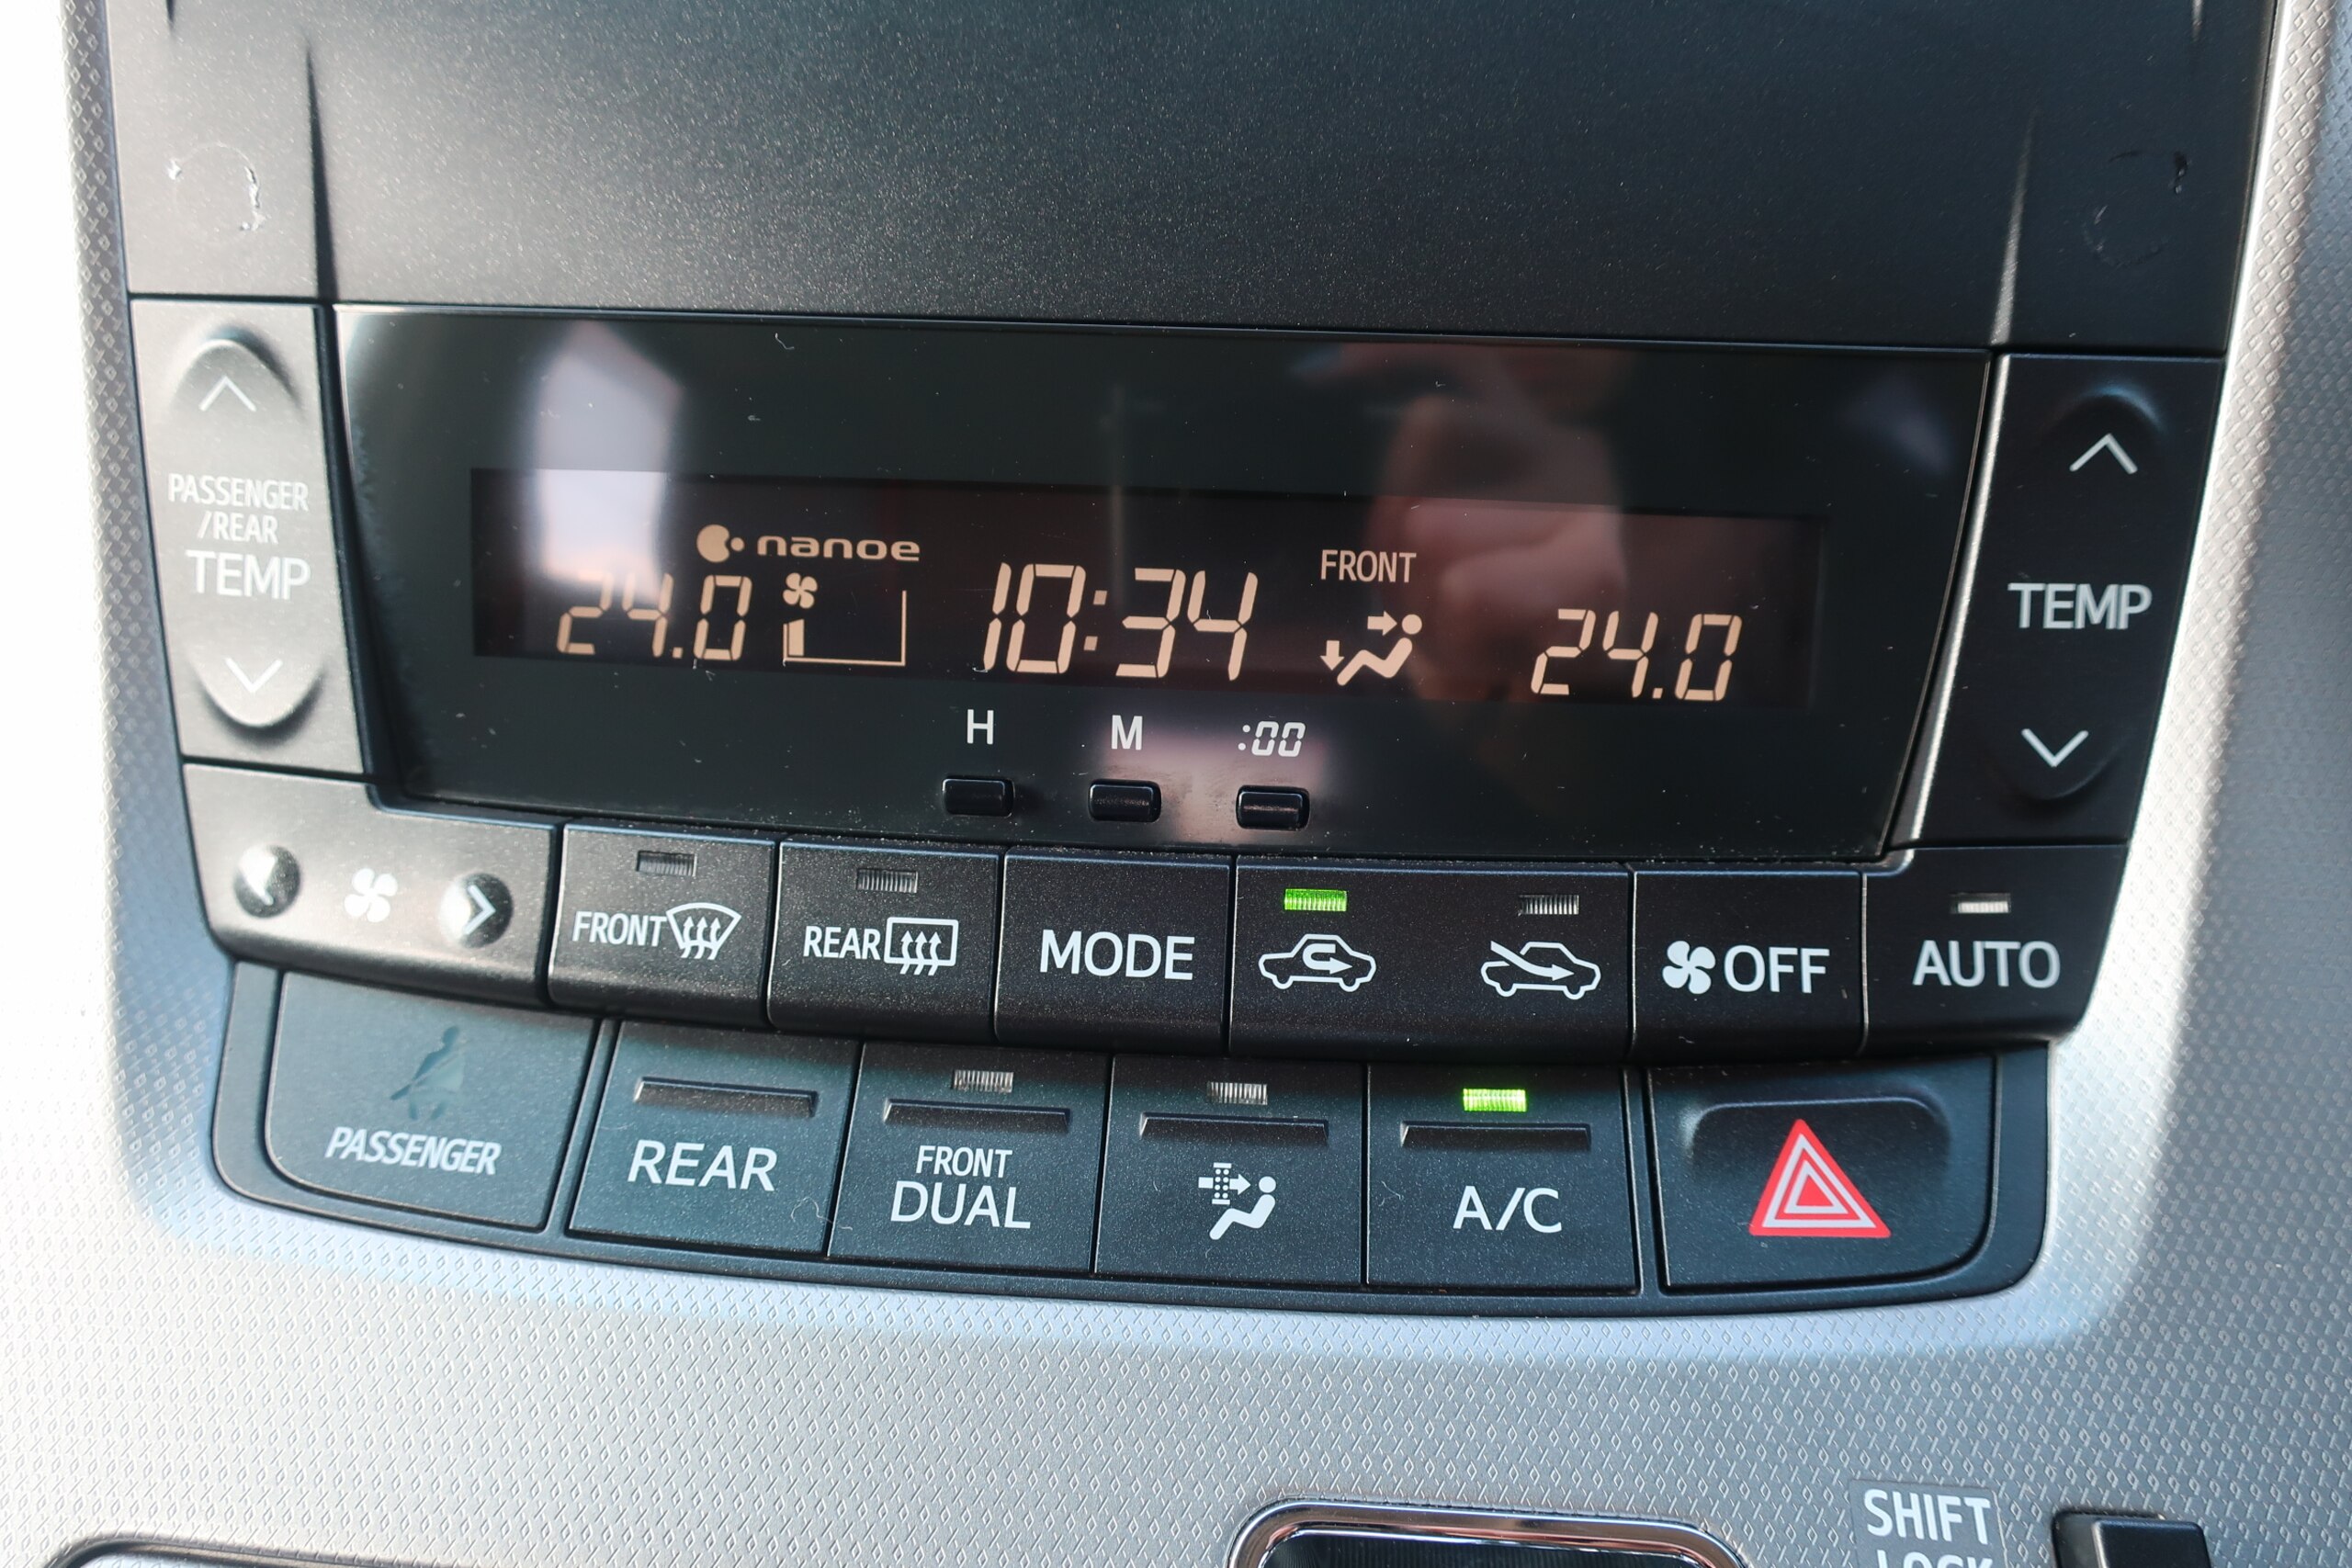 PASSENGER
/REAR
TEMP
nanoe
24.0
10:34
FRONT
24.0
H
M
:00
TEMP
FRONT
REAR
MODE
OFF
AUTO
PASSENGER
REAR
FRONT
DUAL
A/C
SHIFT
LOCK